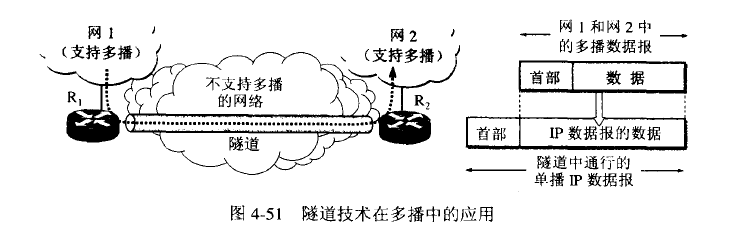 网 1
（支持多播）
网 2
（支持多播）
不支持多播
的网络
R1
R2
隧道
网 1 和网 2 中
的多播数据报
首部
数 据
首部
IP 数据报的数据
隧道中通行的
单播 IP 数据报
图 4-51 隧道技术在多播中的应用